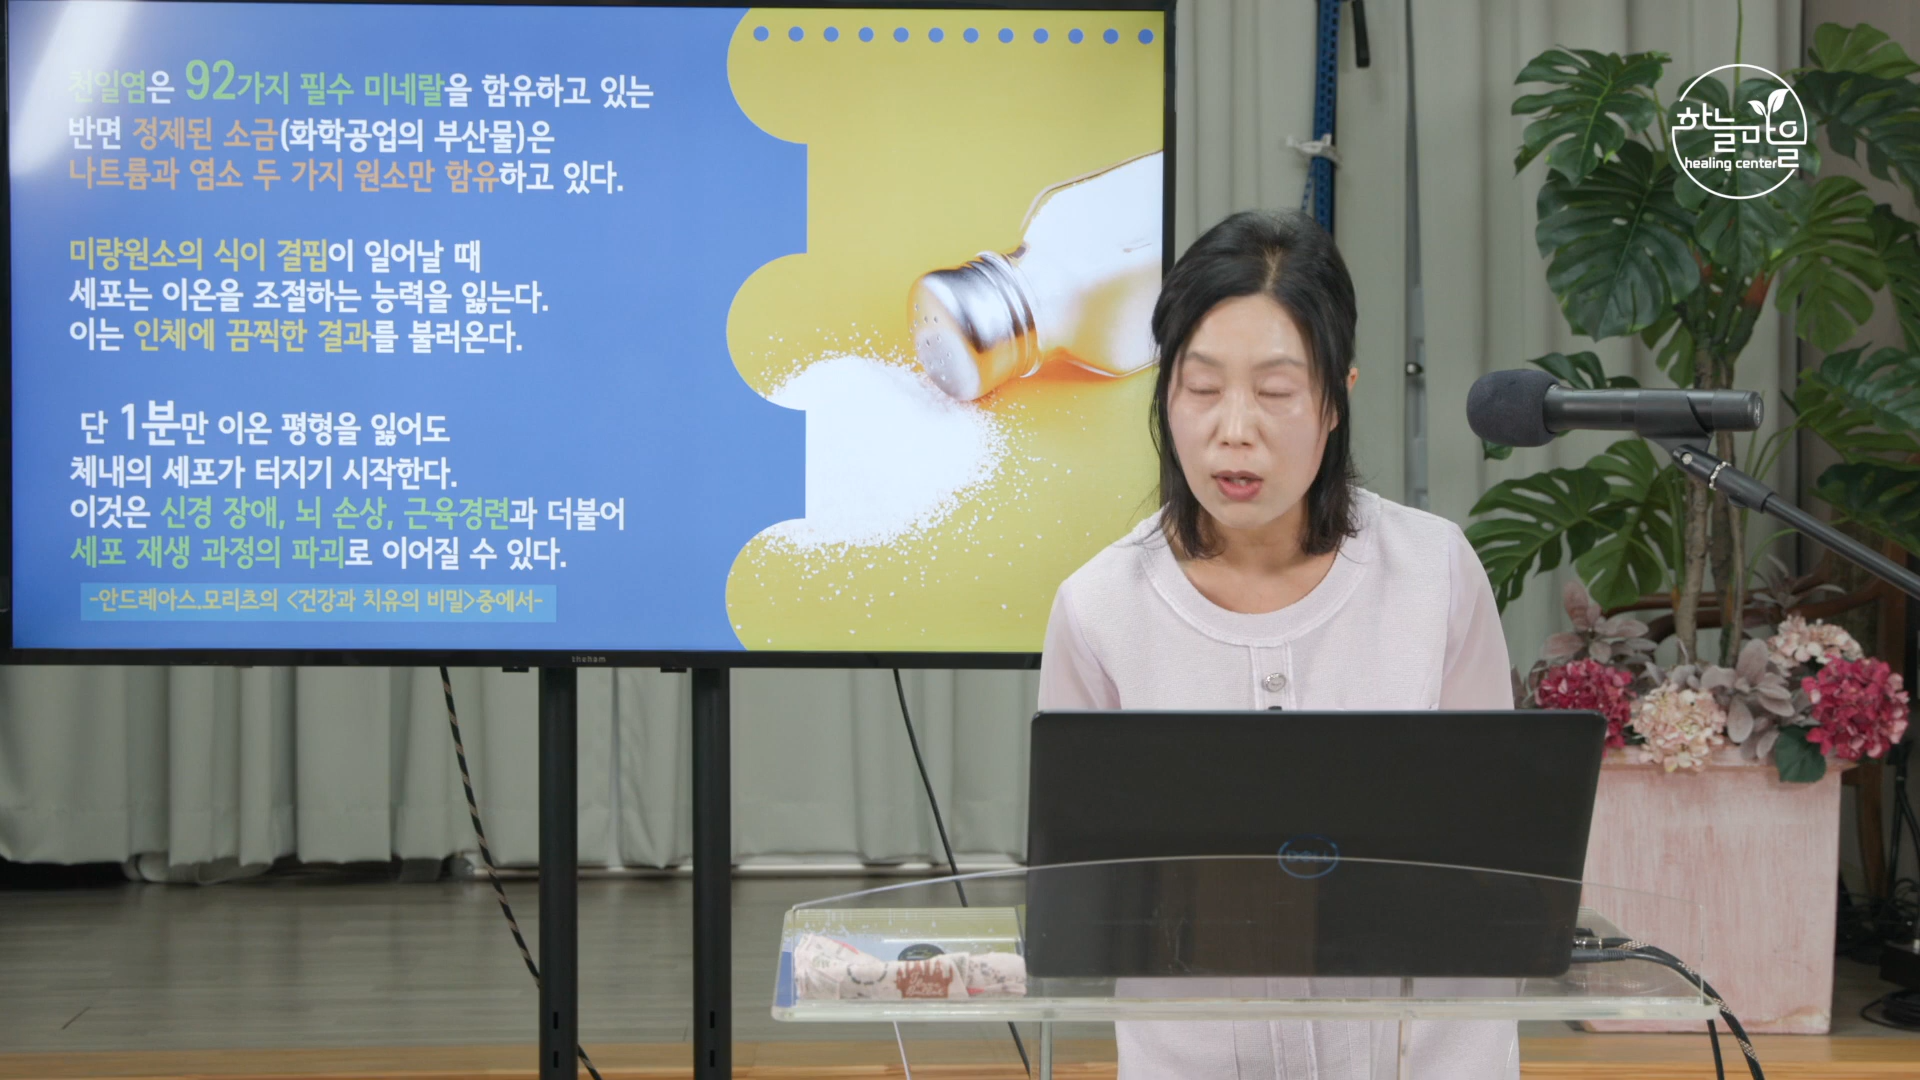 천일염은 92가지 필수 미네랄을 함유하고 있는
반면 정제된 소금(화학공업의 부산물)은
나트륨과 염소 두 가지 원소만 함유하고 있다.
미량원소의 식이 결핍이 일어날 때
세포는 이온을 조절하는 능력을 잃는다.
이는 인체에 끔찍한 결과를 불러온다.
단 1분만 이온 평형을 잃어도
체내의 세포가 터지기 시작한다.
이것은 신경 장애, 뇌 손상, 근육경련과 더불어
세포 재생 과정의 파괴로 이어질 수 있다.
-안드레아스.모리츠의 <건강과 치유의 비밀>중에서-
하늘마을
healing center
DELL